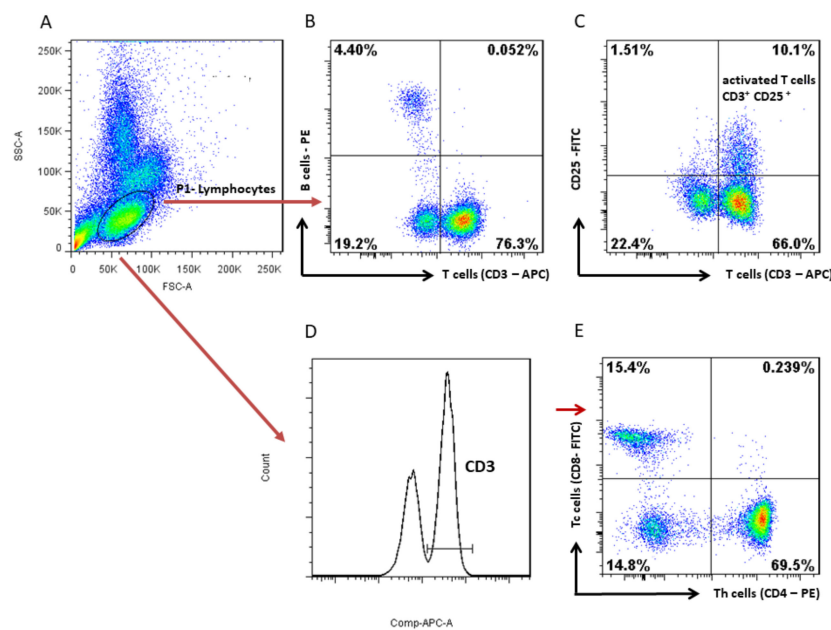 A
B
C
250K
200K
150K
100K
50K
0
SSC-A
0 50K 100K 150K 200K 250K
FSC-A
P1- Lymphocytes
4.40%
0.052%
19.2%
76.3%
B cells - PE
T cells (CD3 – APC)
1.51%
10.1%
activated T cells
CD3+ CD25 +
22.4%
66.0%
CD25 -FITC
T cells (CD3 – APC)
D
E
Count
CD3
Comp-APC-A
15.4%
0.239%
14.8%
69.5%
Tc cells (CD8- FITC)
Th cells (CD4 – PE)